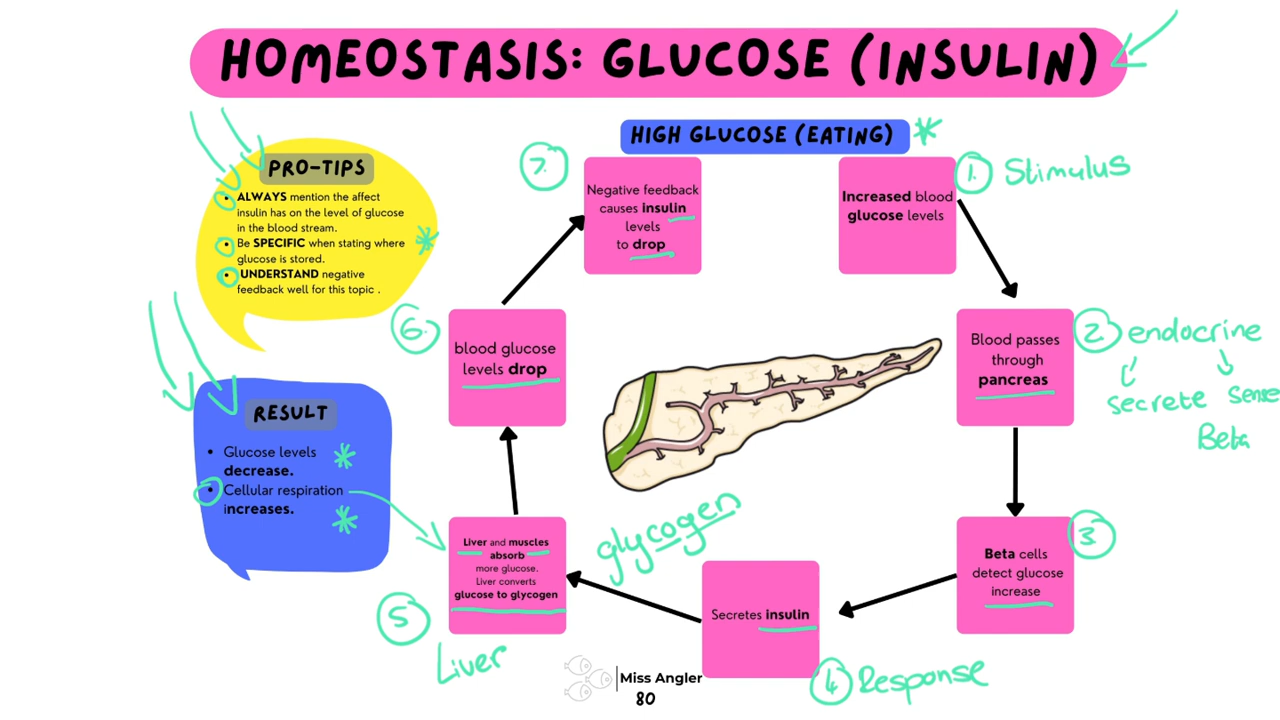 HOMEOSTASIS: GLUCOSE (INSULIN)
HIGH GLUCOSE (EATING)
PRO-TIPS
• ALWAYS mention the affect
insulin has on the level of glucose
in the blood stream.
• Be SPECIFIC when stating where
glucose is stored.
• UNDERSTAND negative
feedback well for this topic .
RESULT
• Glucose levels
decrease.
• Cellular respiration
increases.
1. Stimulus
Increased blood
glucose levels
2. endocrine
secrete sense
Beta
Blood passes
through
pancreas
3
Beta cells
detect glucose
increase
4 Response
Secretes insulin
glycogen
5
Liver
Liver and muscles
absorb
more glucose.
Liver converts
glucose to glycogen
6.
blood glucose
levels drop
7.
Negative feedback
causes insulin
levels
to drop
Miss Angler
80